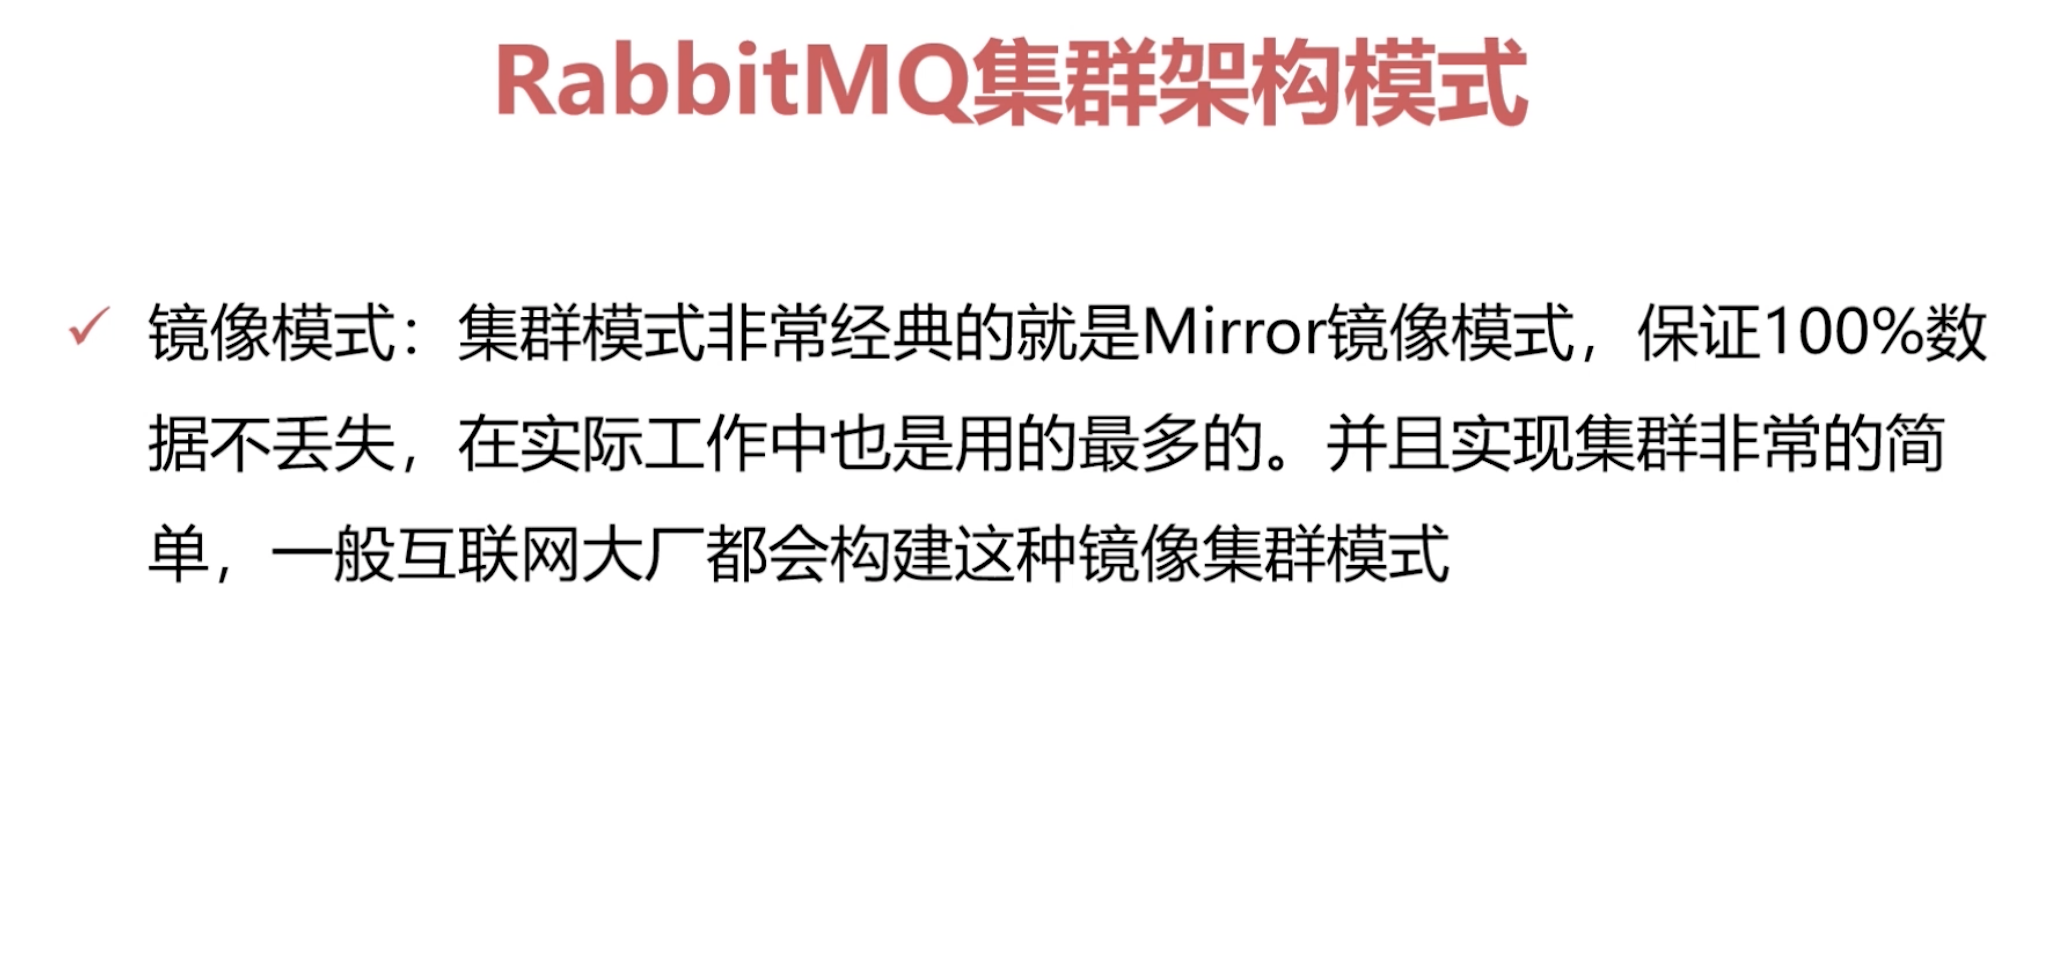 RabbitMQ集群架构模式
✓ 镜像模式：集群模式非常经典的就是Mirror镜像模式，保证100%数
据不丢失，在实际工作中也是用的最多的。并且实现集群非常的简
单，一般互联网大厂都会构建这种镜像集群模式